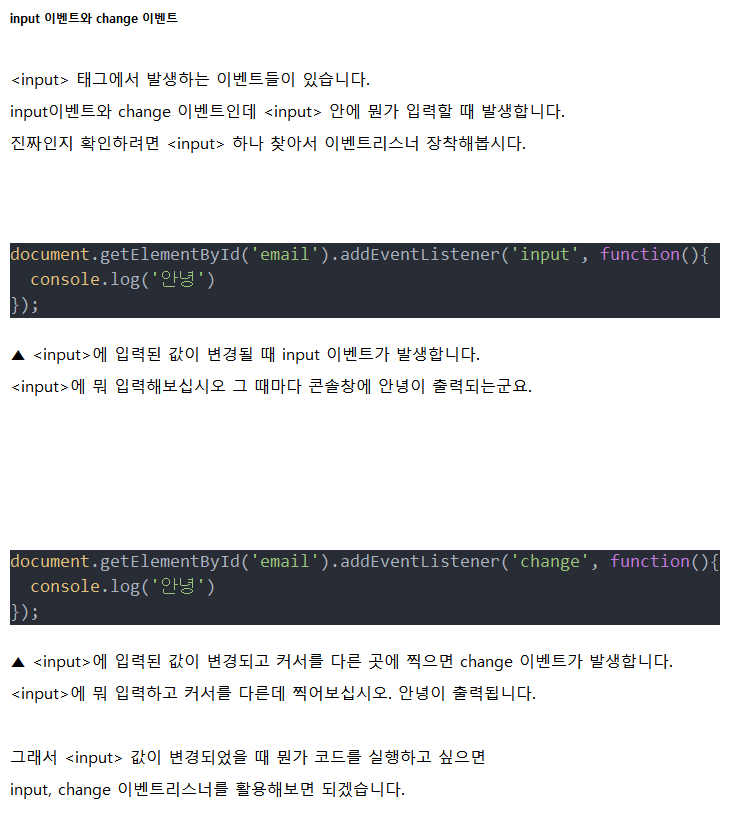 input 이벤트와 change 이벤트
<input> 태그에서 발생하는 이벤트들이 있습니다.
input이벤트와 change 이벤트인데 <input> 안에 뭔가 입력할 때 발생합니다.
진짜인지 확인하려면 <input> 하나 찾아서 이벤트리스너 장착해봅시다.
document.getElementById('email').addEventListener('input', function(){
  console.log('안녕')
});
▲ <input>에 입력된 값이 변경될 때 input 이벤트가 발생합니다.
<input>에 뭐 입력해보십시오 그 때마다 콘솔창에 안녕이 출력되는군요.
document.getElementById('email').addEventListener('change', function(){
  console.log('안녕')
});
▲ <input>에 입력된 값이 변경되고 커서를 다른 곳에 찍으면 change 이벤트가 발생합니다.
<input>에 뭐 입력하고 커서를 다른데 찍어보십시오. 안녕이 출력됩니다.
그래서 <input> 값이 변경되었을 때 뭔가 코드를 실행하고 싶으면
input, change 이벤트리스너를 활용해보면 되겠습니다.